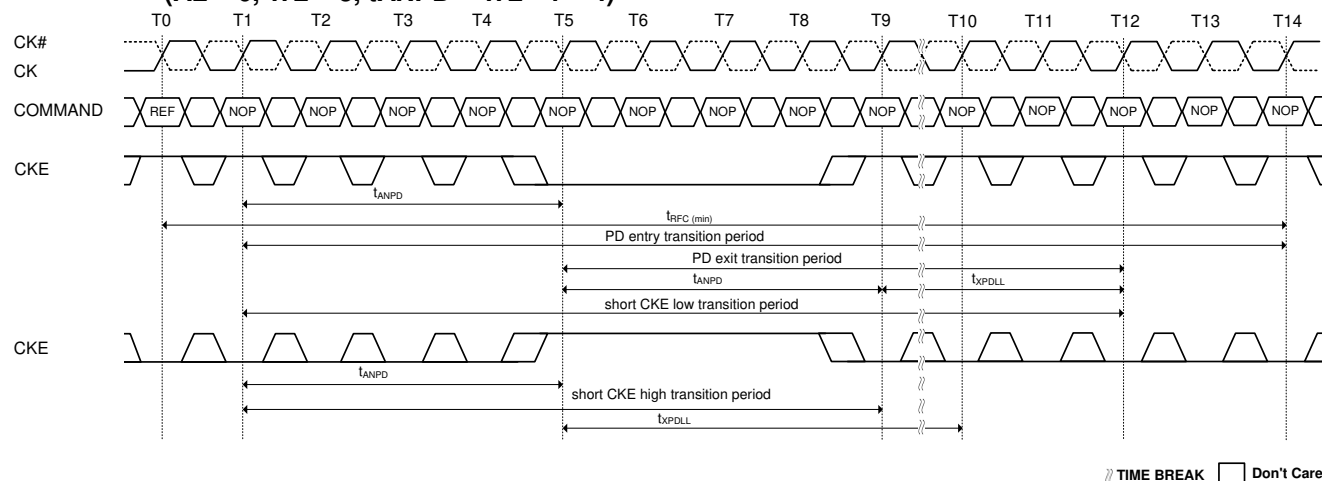 T0 T1 T2 T3 T4 T5 T6 T7 T8 T9 T10 T11 T12 T13 T14
CK#
CK
COMMAND REF NOP NOP NOP NOP NOP NOP NOP NOP NOP NOP NOP NOP NOP NOP
CKE
tANPD
tRFC (min)
PD entry transition period
PD exit transition period
tANPD tXPDLL
short CKE low transition period
CKE
tANPD
short CKE high transition period
tXPDLL
TIME BREAK Don't Care